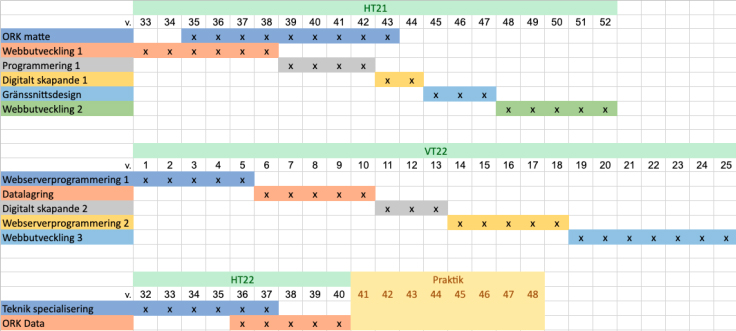 HT21
v. 33 34 35 36 37 38 39 40 41 42 43 44 45 46 47 48 49 50 51 52
ORK matte x x x x x x x x x
Webbutveckling 1 x x x x x x
Programmering 1 x x x x
Digitalt skapande 1 x x
Gränssnittsdesign x x x
Webbutveckling 2 x x x x x
VT22
v. 1 2 3 4 5 6 7 8 9 10 11 12 13 14 15 16 17 18 19 20 21 22 23 24 25
Webserverprogrammering 1 x x x x x
Datalagring x x x x x
Digitalt skapande 2 x x x
Webserverprogrammering 2 x x x x x
Webbutveckling 3 x x x x x x x
HT22 Praktik
v. 32 33 34 35 36 37 38 39 40 41 42 43 44 45 46 47 48
Teknik specialisering x x x x x x
ORK Data x x x x x